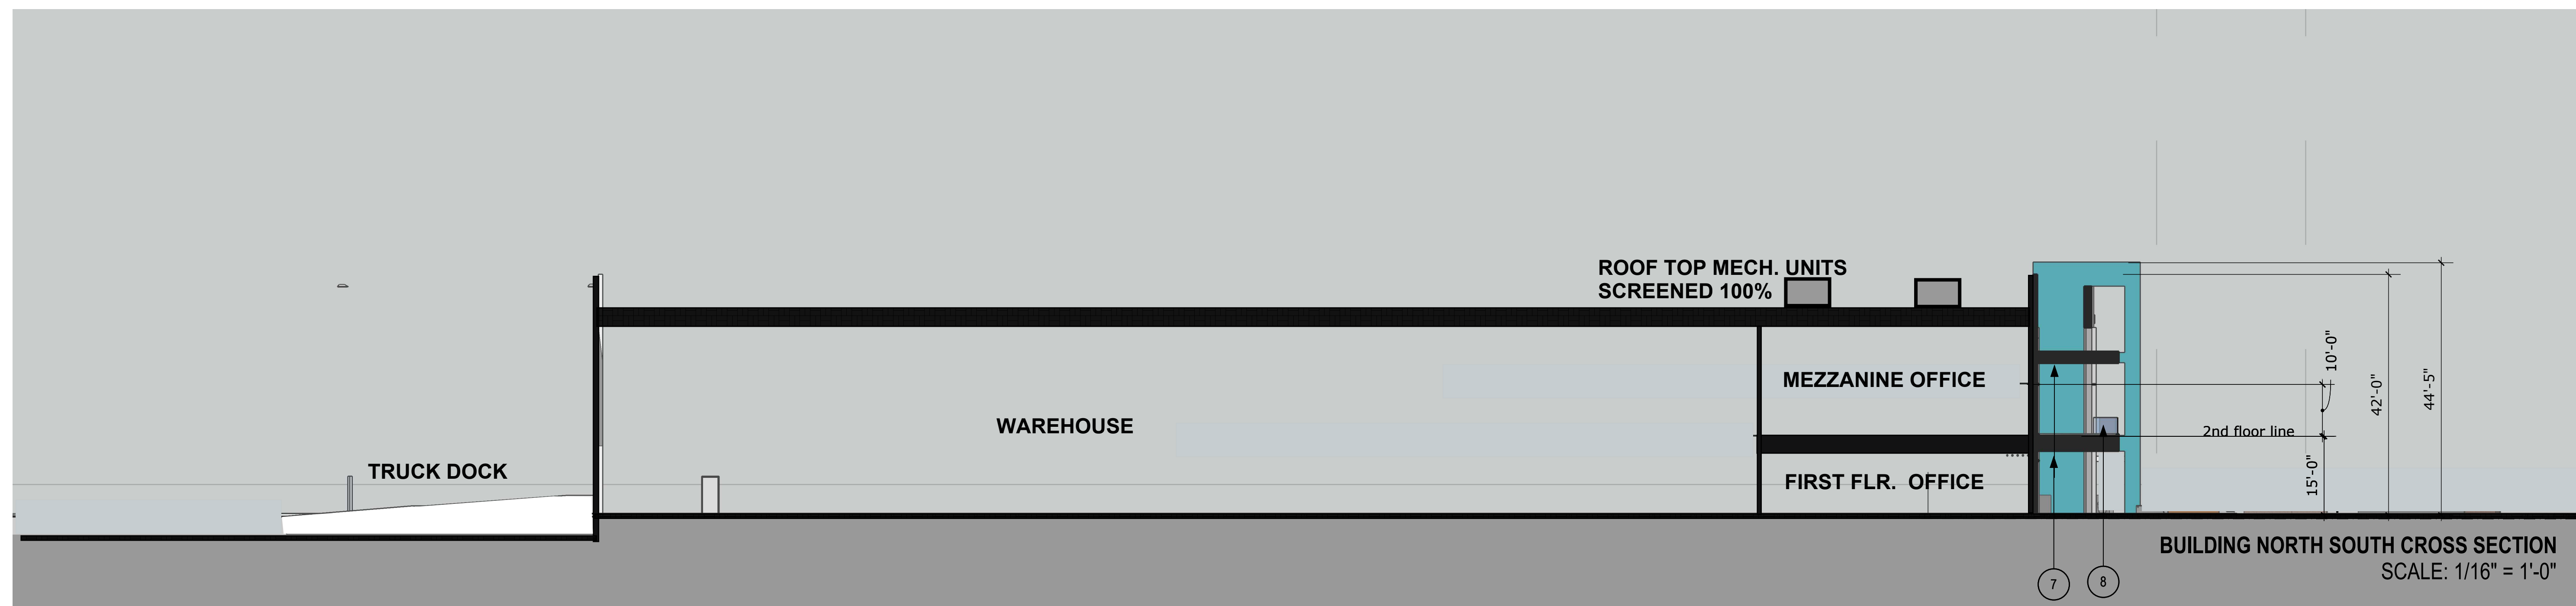 ROOF TOP MECH. UNITS
SCREENED 100%
MEZZANINE OFFICE
WAREHOUSE
TRUCK DOCK
FIRST FLR. OFFICE
2nd floor line
10'-0"
15'-0"
42'-0"
44'-5"
7
8
BUILDING NORTH SOUTH CROSS SECTION
SCALE: 1/16" = 1'-0"